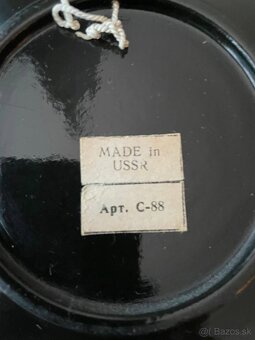 MADE in
USSR
Арт. С-88
@ Bazos.sk